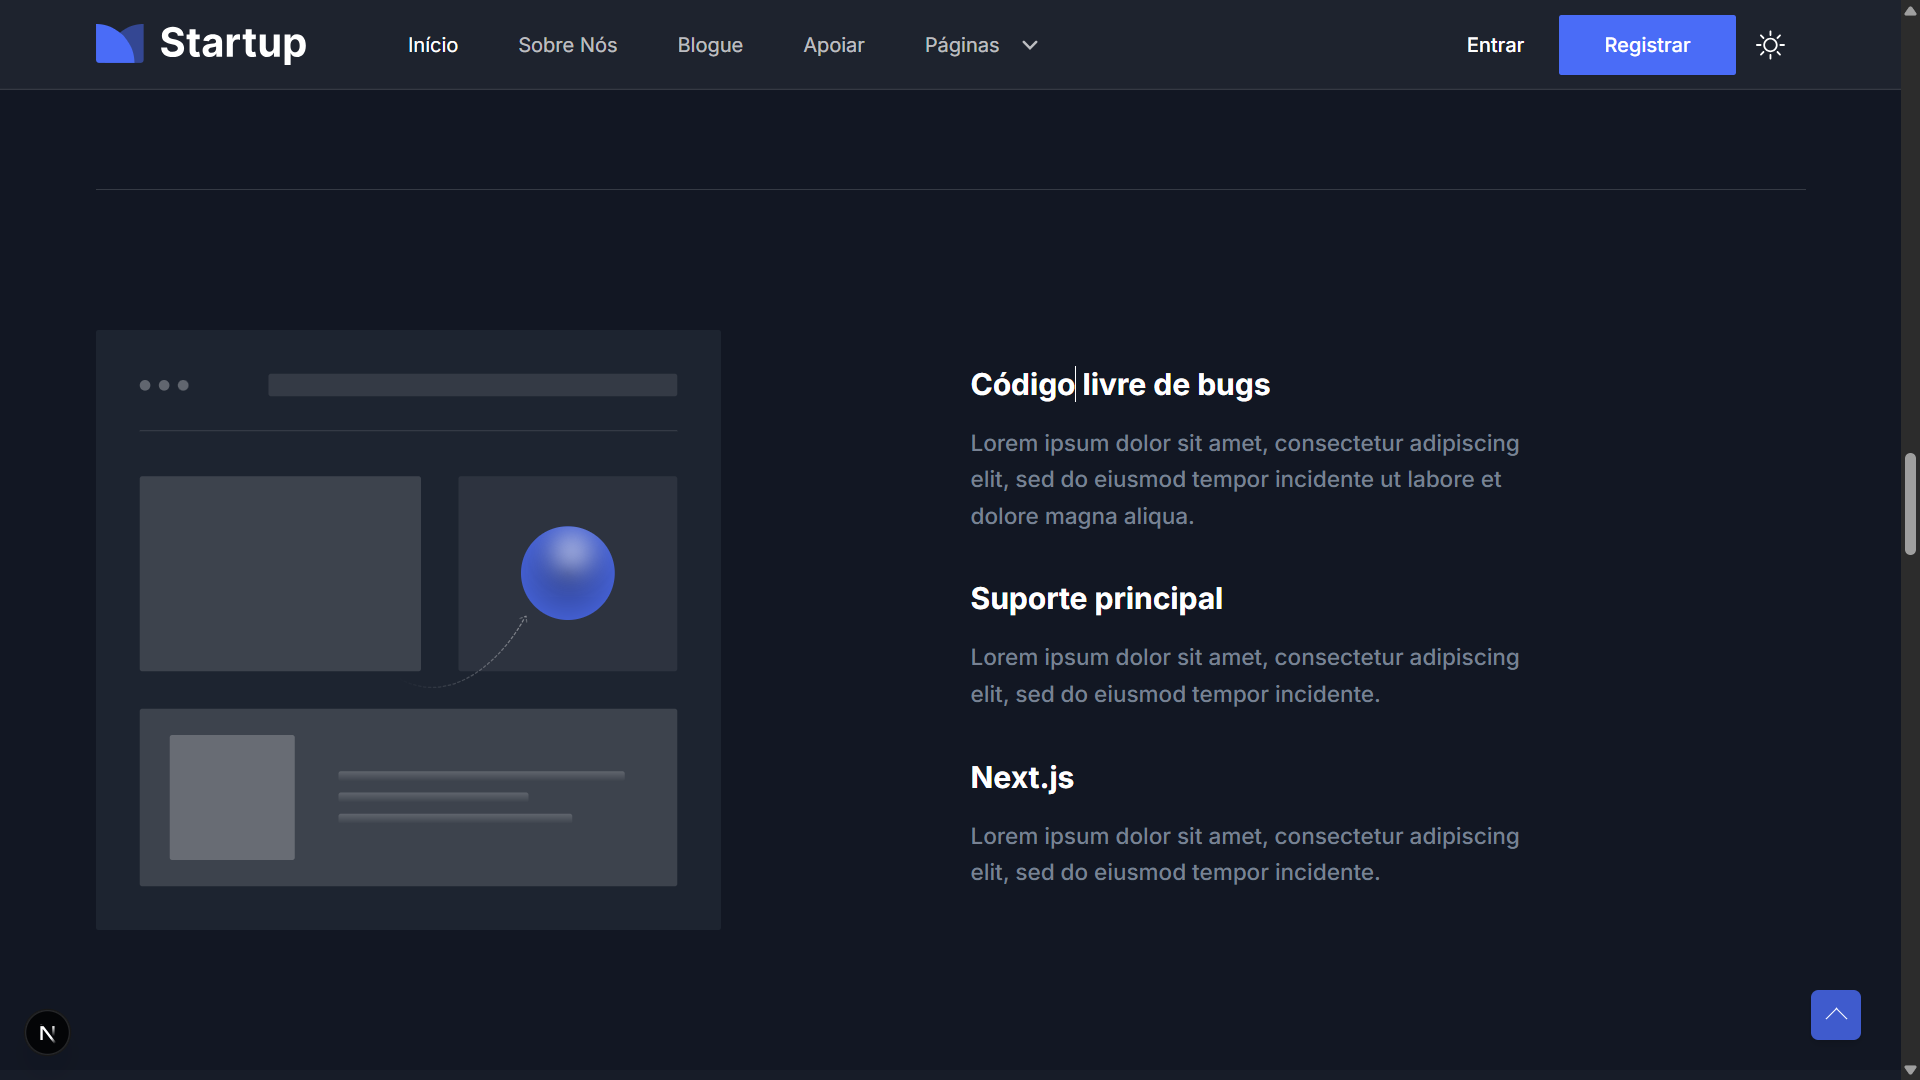 Startup
Início
Sobre Nós
Blogue
Apoiar
Páginas
Entrar
Registrar
Código livre de bugs
Lorem ipsum dolor sit amet, consectetur adipiscing
elit, sed do eiusmod tempor incidente ut labore et
dolore magna aliqua.
Suporte principal
Lorem ipsum dolor sit amet, consectetur adipiscing
elit, sed do eiusmod tempor incidente.
Next.js
Lorem ipsum dolor sit amet, consectetur adipiscing
elit, sed do eiusmod tempor incidente.
N